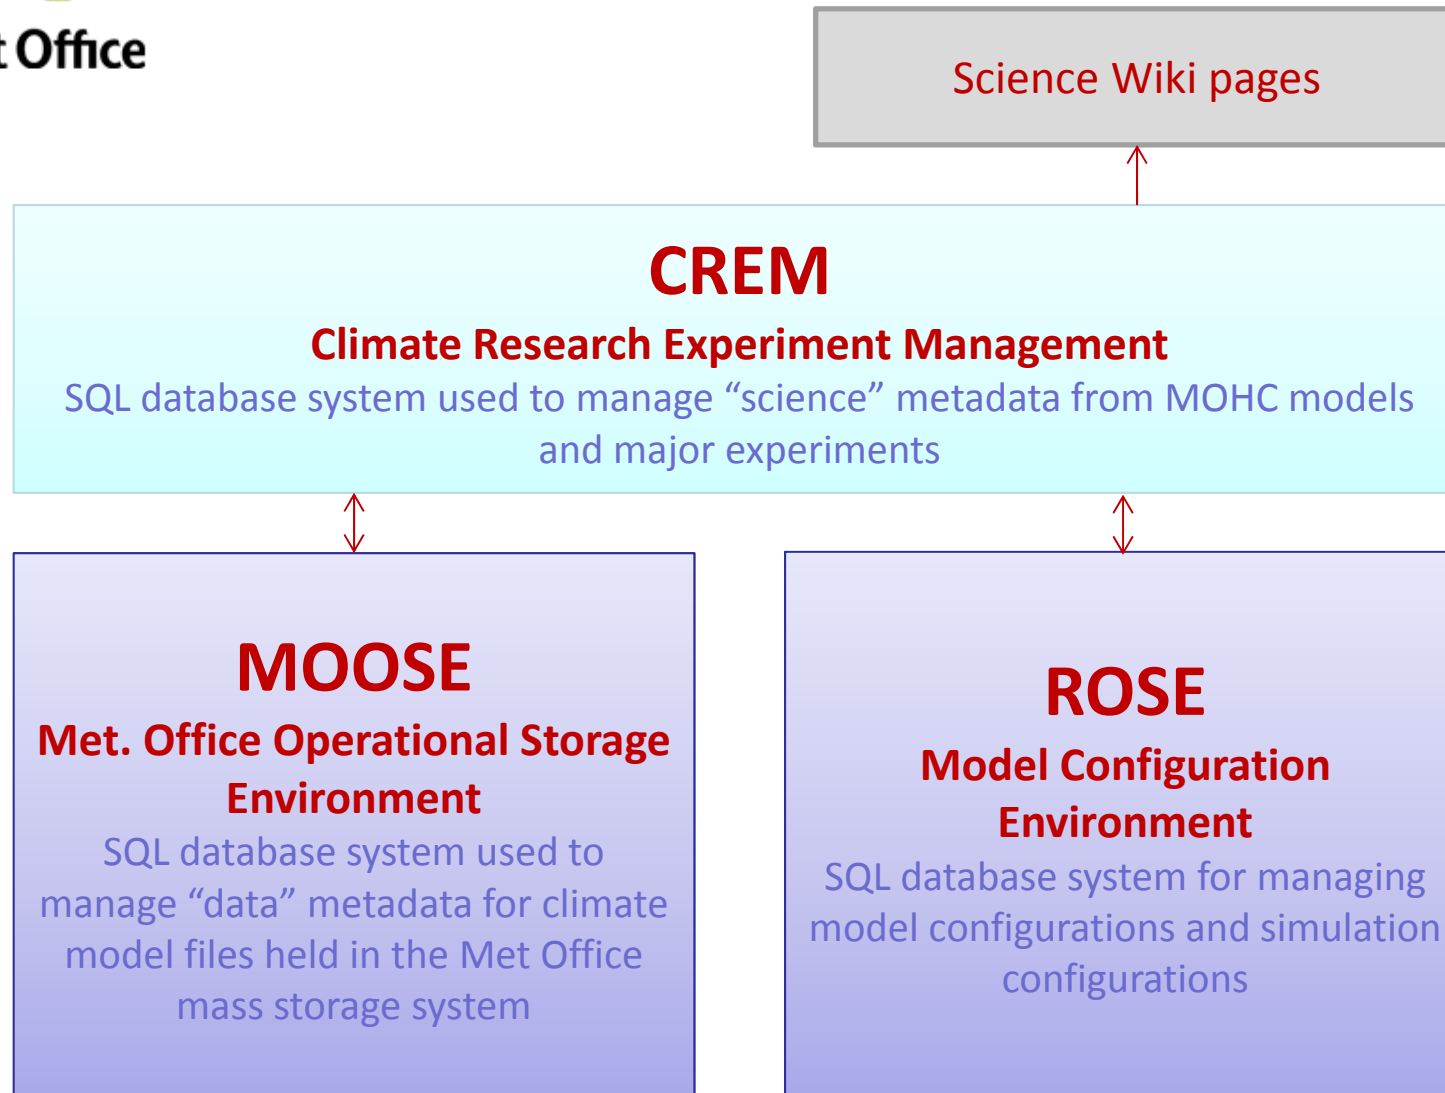 t Office
Science Wiki pages
CREM
Climate Research Experiment Management
SQL database system used to manage “science” metadata from MOHC models
and major experiments
MOOSE
Met. Office Operational Storage
Environment
SQL database system used to
manage “data” metadata for climate
model files held in the Met Office
mass storage system
ROSE
Model Configuration
Environment
SQL database system for managing
model configurations and simulation
configurations